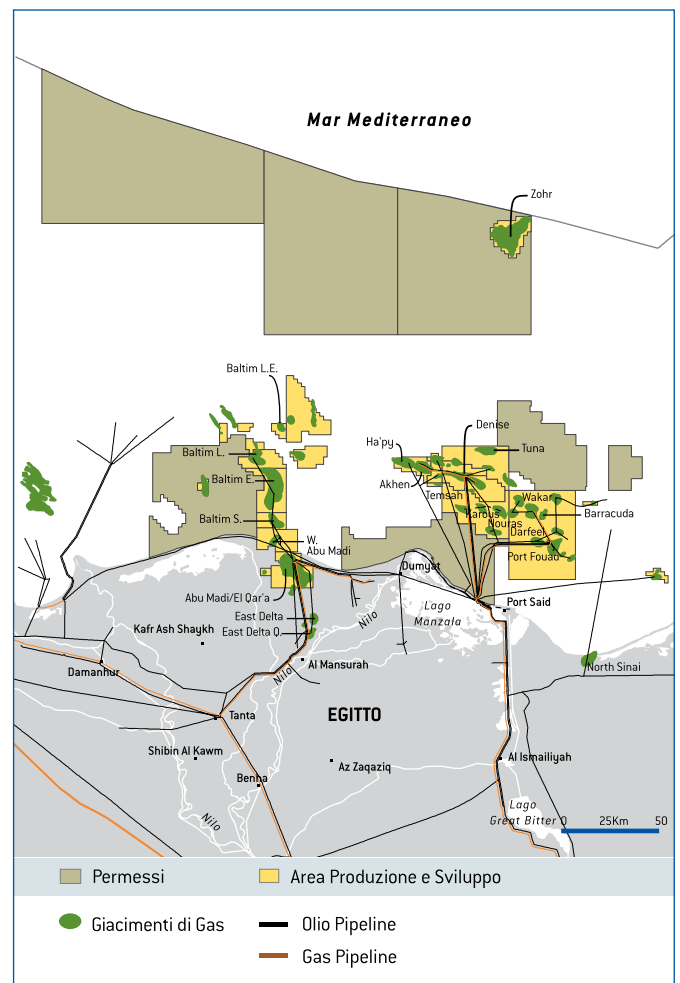 Mar Mediterraneo
Zohr
Baltim L.E.
Denise
Ha'py
Tuna
Baltim L.
Akhen
Baltim E.
Temsah
Wakar
Karous
Barracuda
Baltim S.
Nouras
Darfeel
W.
Abu Madi
Port Fouad
Dumyat
Abu Madi/El Qar'a
Lago
Manzala
Port Said
East Delta
Nilo
Kafr Ash Shaykh
East Delta Q.
Al Mansurah
North Sinai
Damanhur
Nilo
Tanta
EGITTO
Shibin Al Kawm
Az Zaqaziq
Al Ismailiyah
Benha
Lago
Great Bitter
Nilo
0 25Km 50
Permessi
Area Produzione e Sviluppo
Giacimenti di Gas
Olio Pipeline
Gas Pipeline